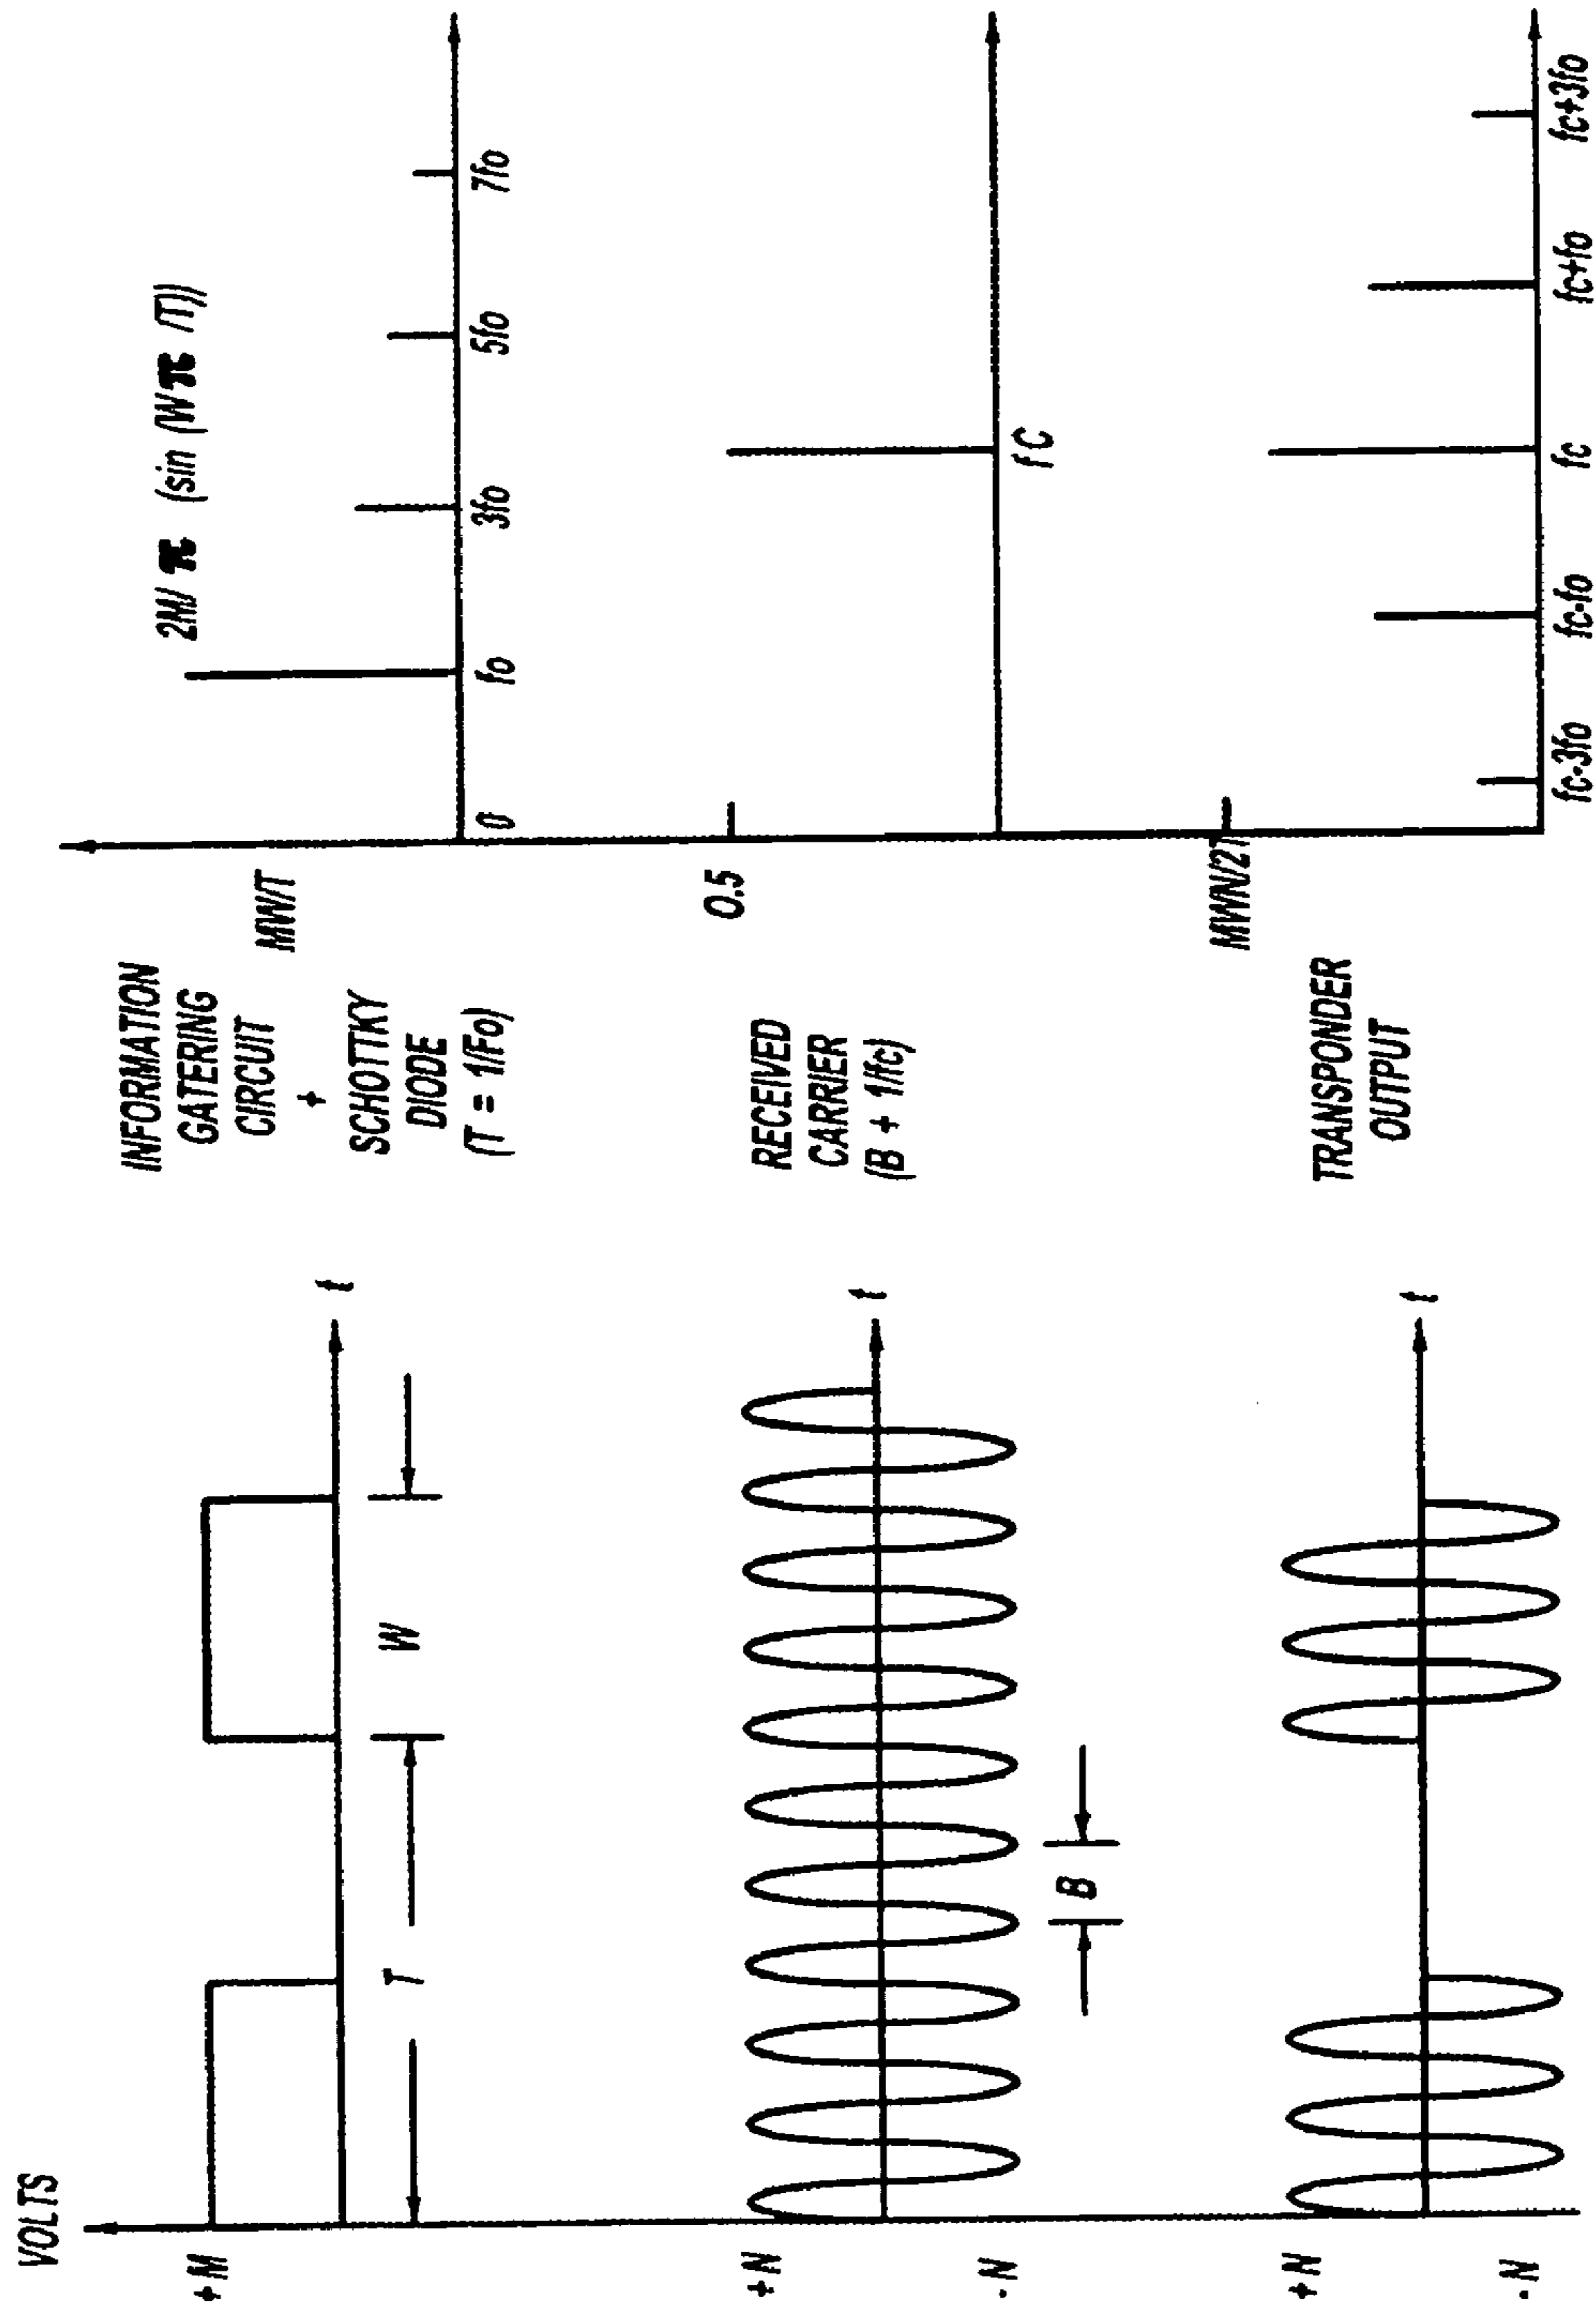 VOLTS
+M
T
W
t
+N
-N
B
t
+N
-N
t
INFORMATION
GATERING
CIRCUIT
+
SCHOTTKY
DIODE
(T = 1/Fo)
RECEIVED
CARRIER
(B + 1/fc)
TRANSPONDER
OUTPUT
MW/T
2M/π (sin (Wπ /T))
0
fo
3fo
5fo
7fo
0.5
fC
MWN/2T
fc-3fo
fc-fo
fc
fc+fo
fc+3fo